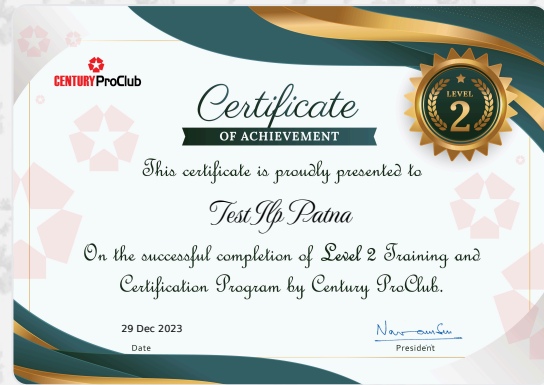 CENTURY ProClub
LEVEL
2
Certificate
OF ACHIEVEMENT
This certificate is proudly presented to
Test Ilp Patna
On the successful completion of Level 2 Training and
Certification Program by Century ProClub.
29 Dec 2023
Date
President